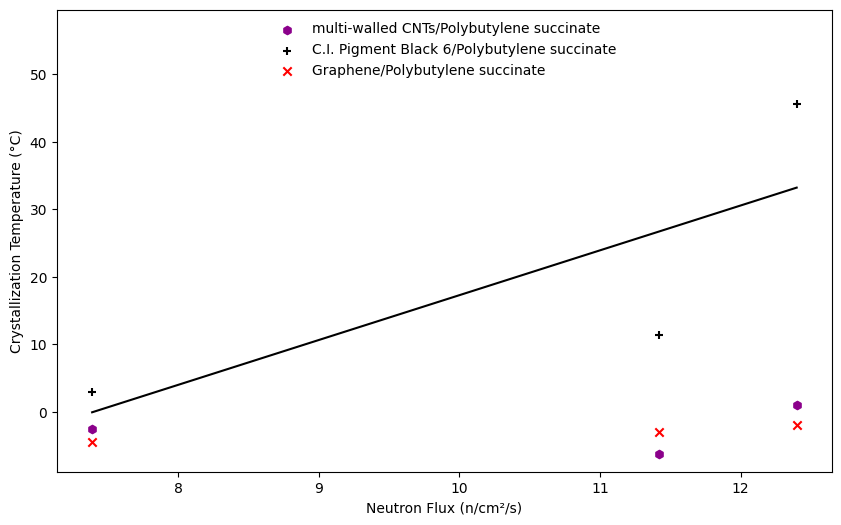 multi-walled CNTs/Polybutylene succinate
C.I. Pigment Black 6/Polybutylene succinate
Graphene/Polybutylene succinate
Crystallization Temperature (°C)
50
40
30
20
10
0
8
9
10
11
12
Neutron Flux (n/cm²/s)